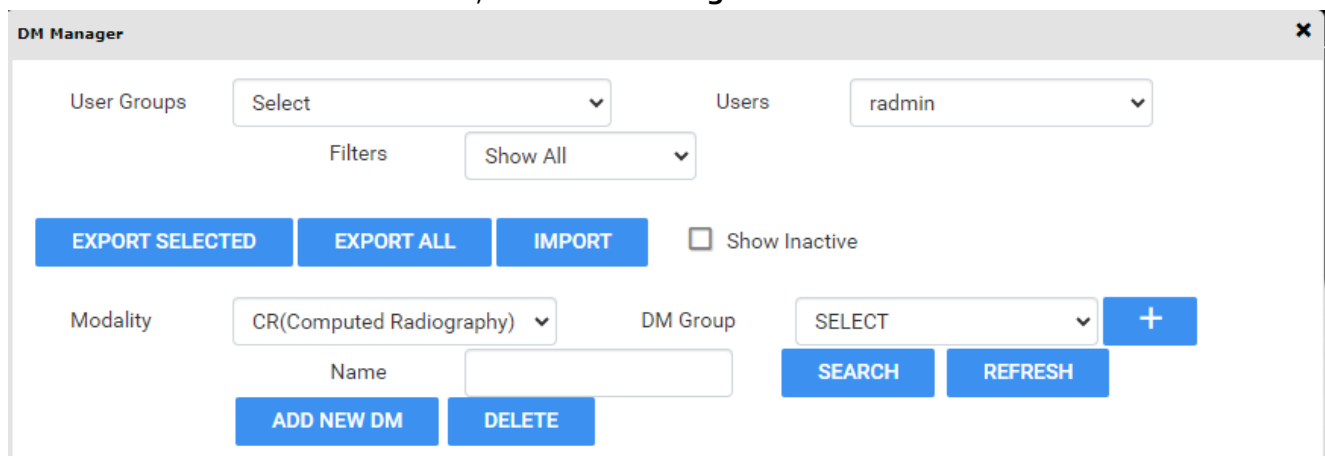 DM Manager ×
User Groups Select Users radmin
Filters Show All
EXPORT SELECTED EXPORT ALL IMPORT Show Inactive
Modality CR(Computed Radiography) DM Group SELECT +
Name SEARCH REFRESH
ADD NEW DM DELETE